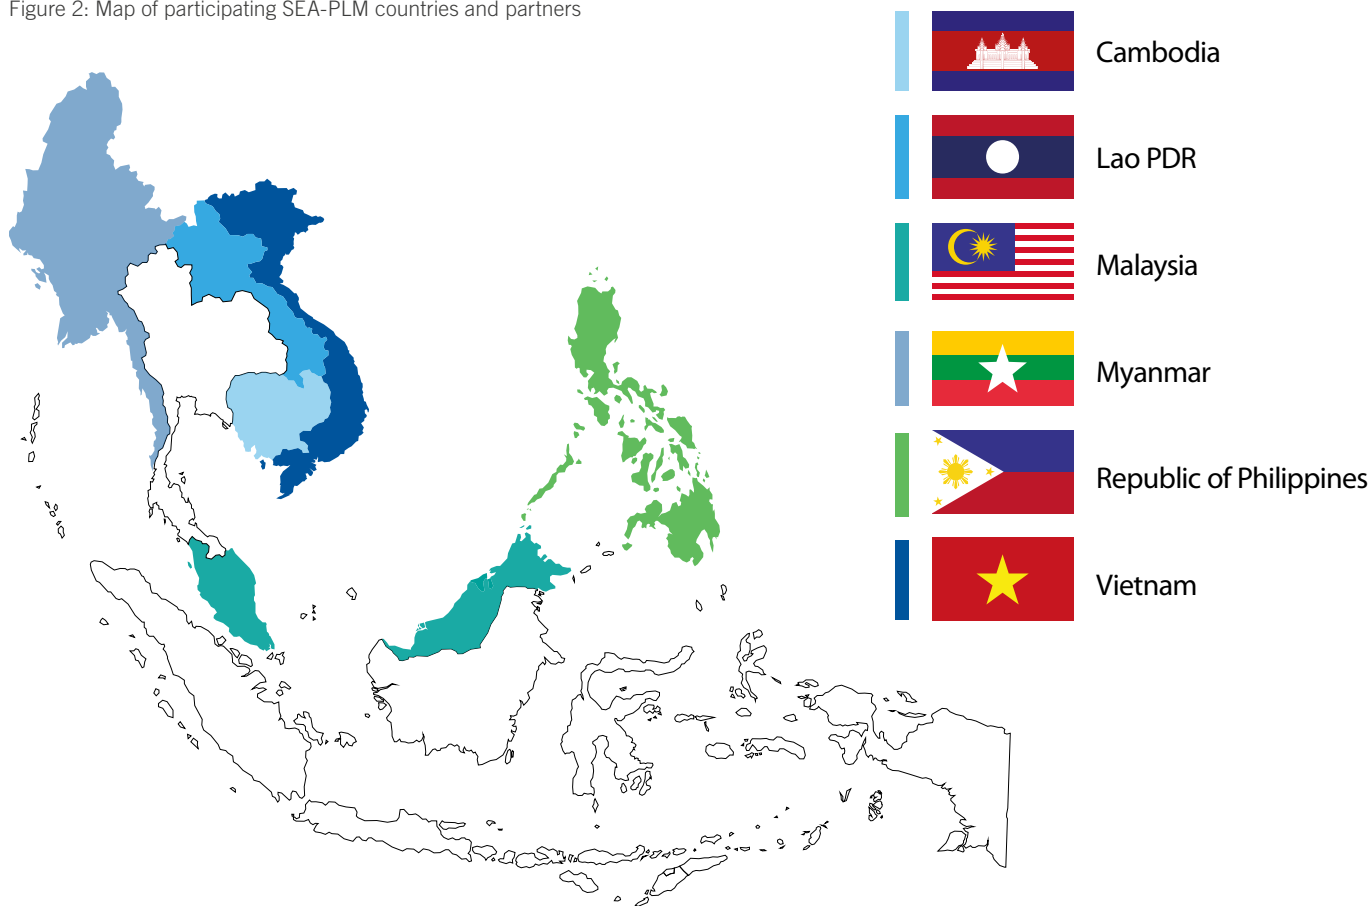 Figure 2: Map of participating SEA-PLM countries and partners
Cambodia
Lao PDR
Malaysia
Myanmar
Republic of Philippines
Vietnam